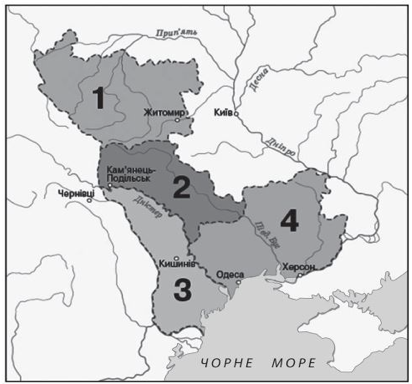 Прип'ять
Десна
1
Житомир
Київ
Дніпро
Кам'янець-
Подільськ
2
Чернівці
Дністер
4
Півд. Буг
Кишинів
3
Одеса
Херсон
ЧОРНЕ МОРЕ